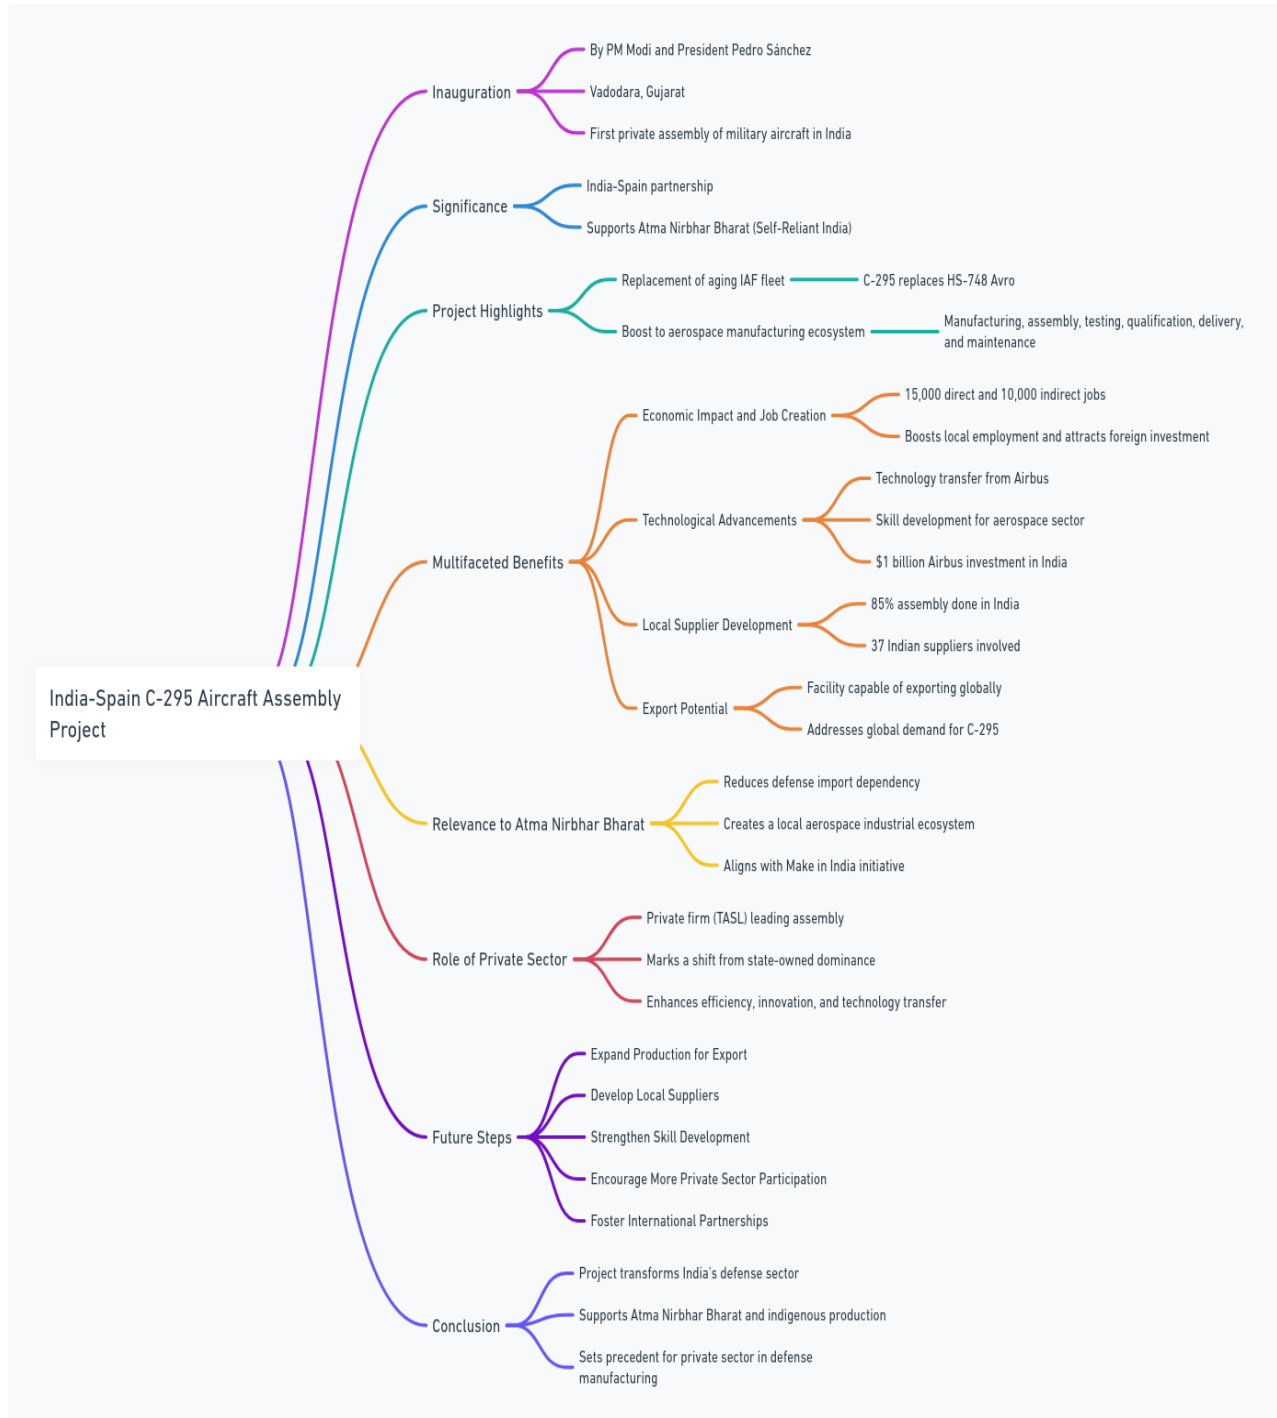 By PM Modi and President Pedro Sánchez
Inauguration
Vadodara, Gujarat
First private assembly of military aircraft in India
India-Spain partnership
Significance
Supports Atma Nirbhar Bharat (Self-Reliant India)
Replacement of aging IAF fleet
C-295 replaces HS-748 Avro
Project Highlights
Boost to aerospace manufacturing ecosystem
Manufacturing, assembly, testing, qualification, delivery,
and maintenance
Economic Impact and Job Creation
15,000 direct and 10,000 indirect jobs
Boosts local employment and attracts foreign investment
Technological Advancements
Technology transfer from Airbus
Skill development for aerospace sector
$1 billion Airbus investment in India
Multifaceted Benefits
Local Supplier Development
85% assembly done in India
37 Indian suppliers involved
Export Potential
Facility capable of exporting globally
Addresses global demand for C-295
India-Spain C-295 Aircraft Assembly
Project
Relevance to Atma Nirbhar Bharat
Reduces defense import dependency
Creates a local aerospace industrial ecosystem
Aligns with Make in India initiative
Role of Private Sector
Private firm (TASL) leading assembly
Marks a shift from state-owned dominance
Enhances efficiency, innovation, and technology transfer
Future Steps
Expand Production for Export
Develop Local Suppliers
Strengthen Skill Development
Encourage More Private Sector Participation
Foster International Partnerships
Conclusion
Project transforms India's defense sector
Supports Atma Nirbhar Bharat and indigenous production
Sets precedent for private sector in defense
manufacturing